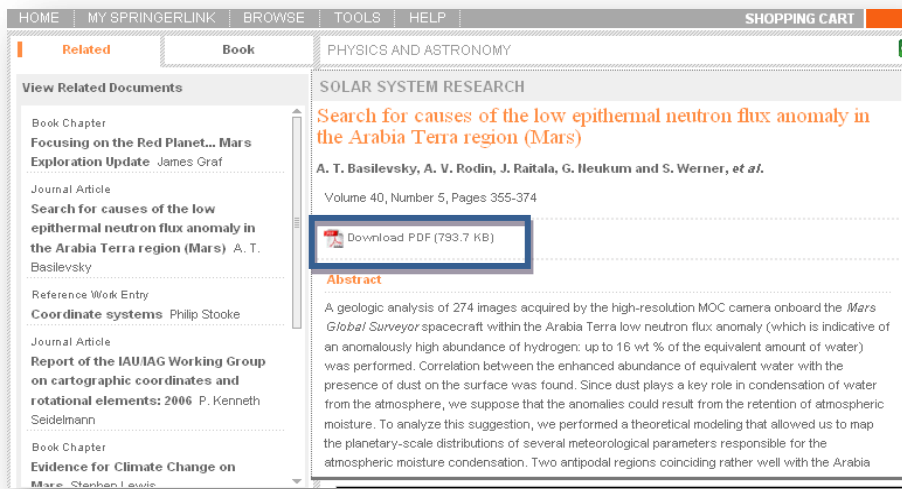 HOME MY SPRINGERLINK BROWSE TOOLS HELP SHOPPING CART
Related Book
PHYSICS AND ASTRONOMY
View Related Documents
Book Chapter
Focusing on the Red Planet... Mars
Exploration Update James Graf
Journal Article
Search for causes of the low
epithermal neutron flux anomaly in
the Arabia Terra region (Mars) A. T.
Basilevsky
Reference Work Entry
Coordinate systems Philip Stooke
Journal Article
Report of the IAU/IAG Working Group
on cartographic coordinates and
rotational elements: 2006 P. Kenneth
Seidelmann
Book Chapter
Evidence for Climate Change on
Mars Stephen Lewis
SOLAR SYSTEM RESEARCH
Search for causes of the low epithermal neutron flux anomaly in
the Arabia Terra region (Mars)
A. T. Basilevsky, A. V. Rodin, J. Raitala, G. Neukum and S. Werner, et al.
Volume 40, Number 5, Pages 355-374
Download PDF (793.7 KB)
Abstract
A geologic analysis of 274 images acquired by the high-resolution MOC camera onboard the Mars
Global Surveyor spacecraft within the Arabia Terra low neutron flux anomaly (which is indicative of
an anomalously high abundance of hydrogen: up to 16 wt % of the equivalent amount of water)
was performed. Correlation between the enhanced abundance of equivalent water with the
presence of dust on the surface was found. Since dust plays a key role in condensation of water
from the atmosphere, we suppose that the anomalies could result from the retention of atmospheric
moisture. To analyze this suggestion, we performed a theoretical modeling that allowed us to map
the planetary-scale distributions of several meteorological parameters responsible for the
atmospheric moisture condensation. Two antipodal regions coinciding rather well with the Arabia